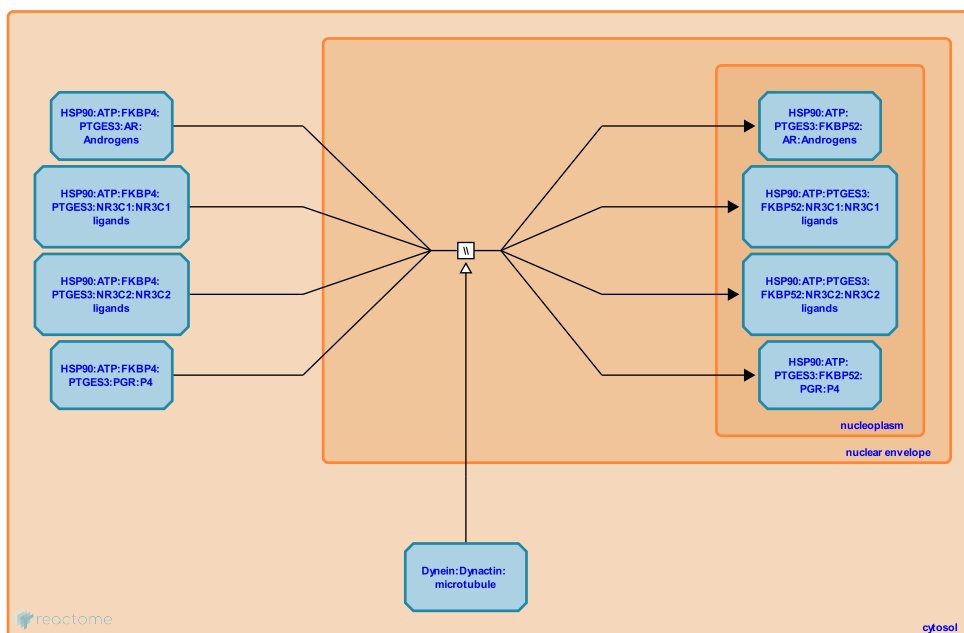 HSP90:ATP:FKBP4:
PTGES3:AR:
Androgens
HSP90:ATP:FKBP4:
PTGES3:NR3C1:NR3C1
ligands
HSP90:ATP:FKBP4:
PTGES3:NR3C2:NR3C2
ligands
HSP90:ATP:FKBP4:
PTGES3:PGR:P4
\\
HSP90:ATP:
PTGES3:FKBP52:
AR:Androgens
HSP90:ATP:PTGES3:
FKBP52:NR3C1:NR3C1
ligands
HSP90:ATP:PTGES3:
FKBP52:NR3C2:NR3C2
ligands
HSP90:ATP:
PTGES3:FKBP52:
PGR:P4
nucleoplasm
nuclear envelope
Dynein:Dynactin:
microtubule
reactome
cytosol